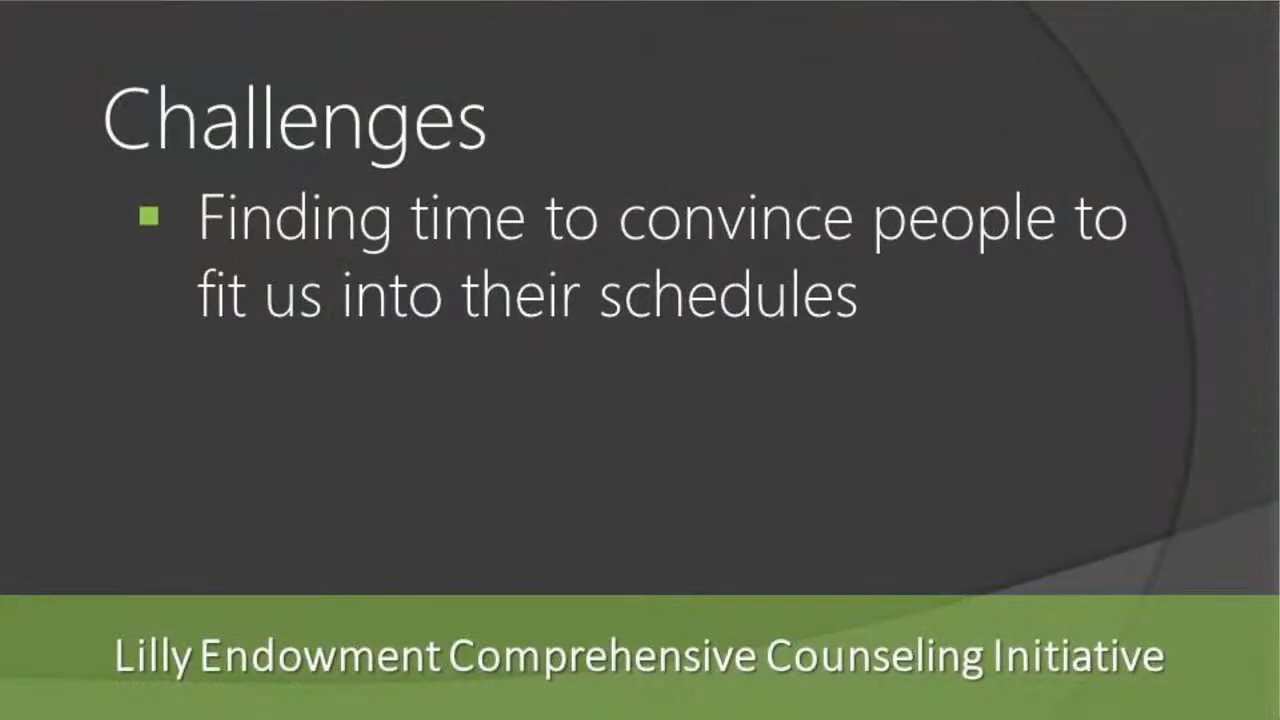 Challenges
Finding time to convince people to
fit us into their schedules
Lilly Endowment Comprehensive Counseling Initiative